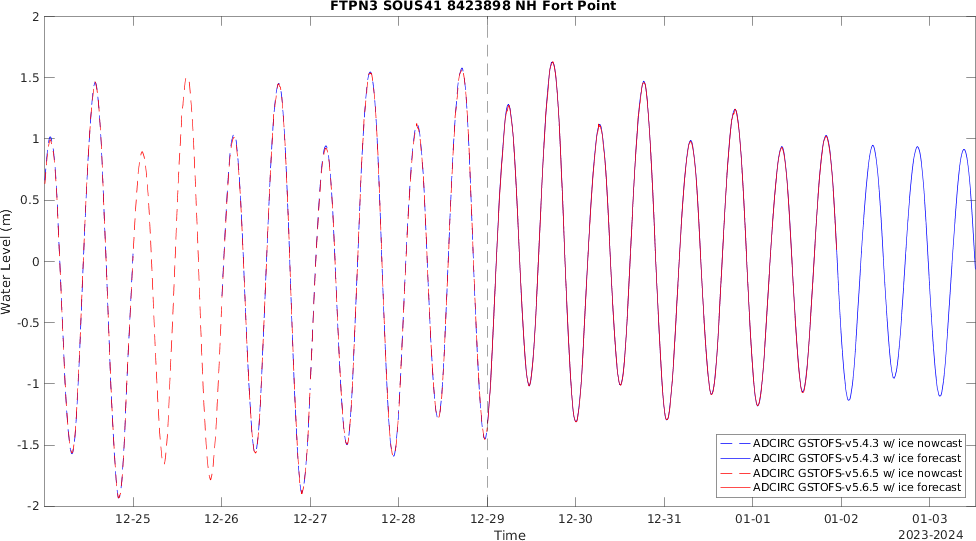 FTPN3 SOUS41 8423898 NH Fort Point
2
1.5
1
0.5
0
-0.5
-1
-1.5
-2
Water Level (m)
12-25
12-26
12-27
12-28
12-29
12-30
12-31
01-01
01-02
01-03
Time
2023-2024
ADCIRC GSTOFS-v5.4.3 w/ ice nowcast
ADCIRC GSTOFS-v5.4.3 w/ ice forecast
ADCIRC GSTOFS-v5.6.5 w/ ice nowcast
ADCIRC GSTOFS-v5.6.5 w/ ice forecast